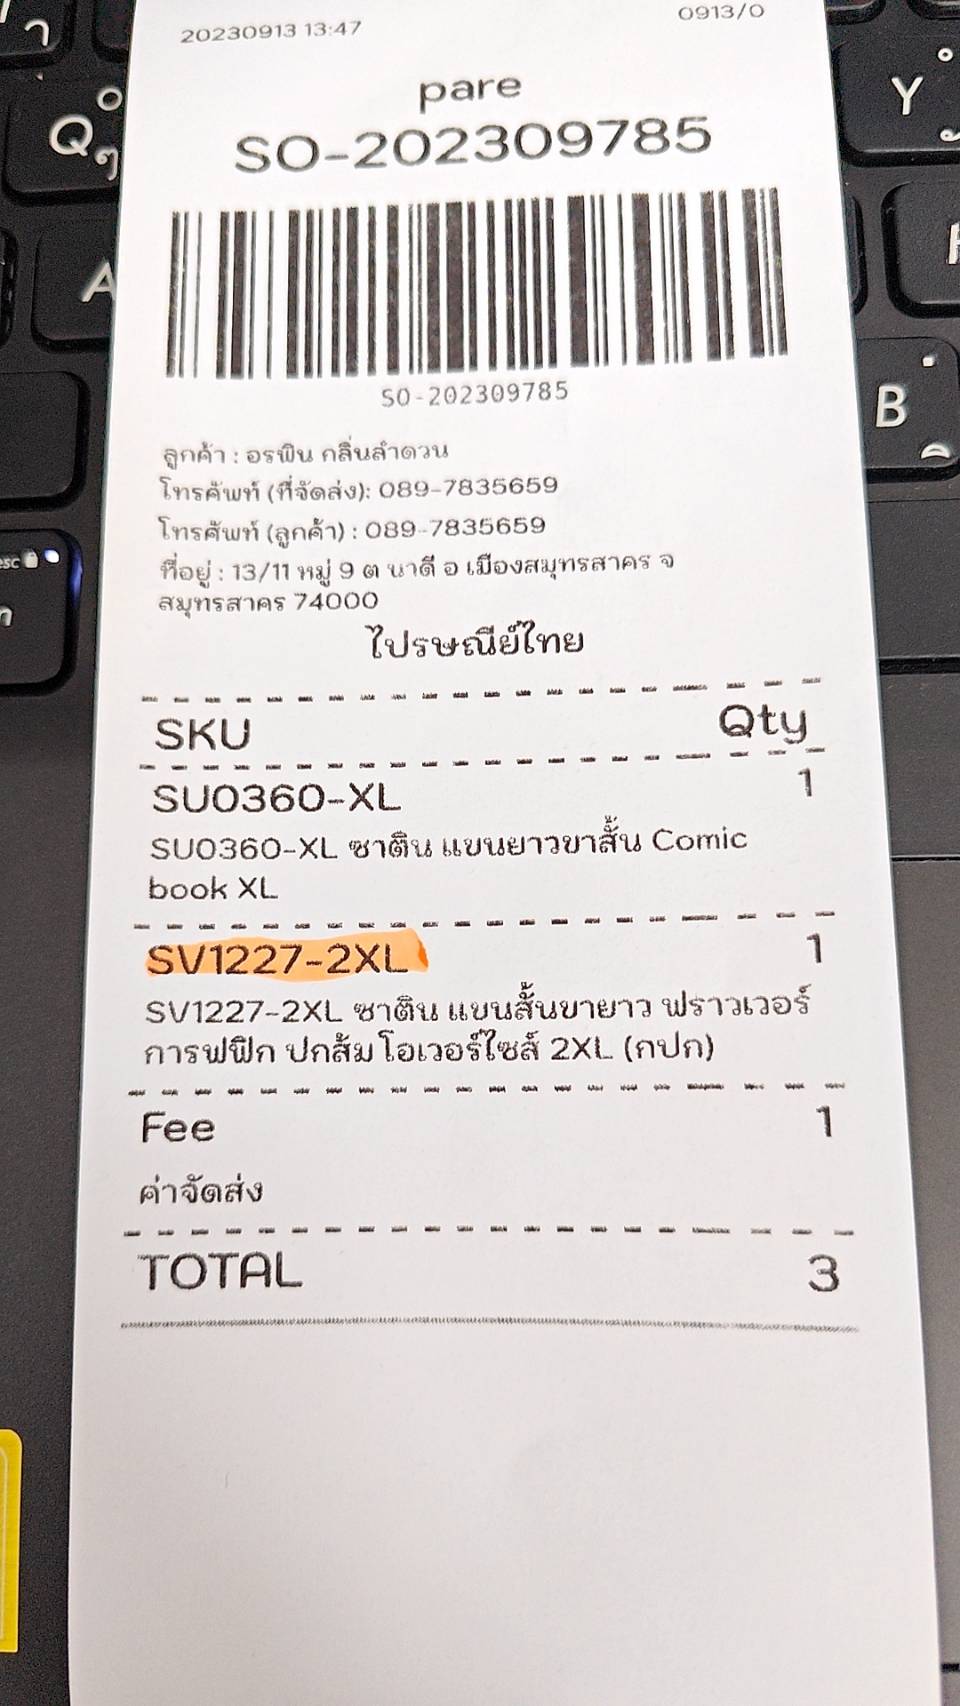 20230913 13:47
0913/0
pare
SO-202309785
SO-202309785
ลูกค้า : อรพิน กลิ่นลำดวน
โทรศัพท์ (ที่จัดส่ง): 089-7835659
โทรศัพท์ (ลูกค้า) : 089-7835659
ที่อยู่ : 13/11 หมู่ 9 ต นาดี อ เมืองสมุทรสาคร จ
สมุทรสาคร 74000
ไปรษณีย์ไทย
SKU Qty
SU0360-XL 1
SU0360-XL ซาติน แขนยาวขาสั้น Comic
book XL
SV1227-2XL 1
SV1227-2XL ซาติน แขนสั้นขายาว ฟราวเวอร์
การฟฟิก ปกส้ม โอเวอร์ไซส์ 2XL (กปก)
Fee 1
ค่าจัดส่ง
TOTAL 3
Q
ๆ
A
Y
B
esc